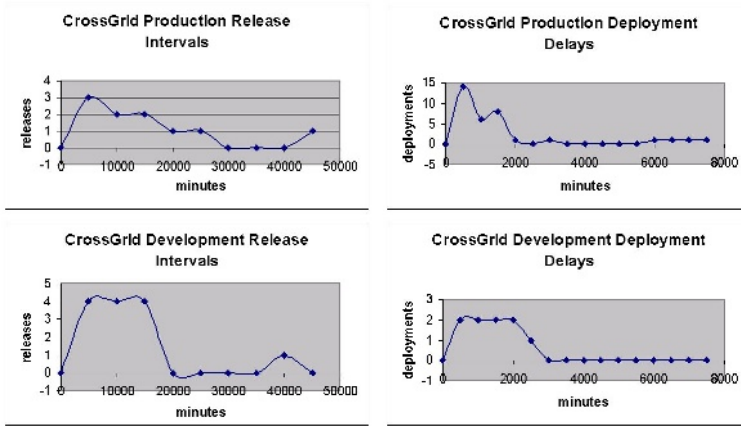 CrossGrid Production Release
Intervals
4
3
2
1
0
-1
releases
0
10000
20000
30000
40000
50000
minutes
CrossGrid Production Deployment
Delays
15
10
5
0
-5
deployments
0
2000
4000
6000
8000
minutes
CrossGrid Development Release
Intervals
5
4
3
2
1
0
-1
releases
0
10000
20000
30000
40000
50000
minutes
CrossGrid Development Deployment
Delays
3
2
1
0
-1
deployments
0
2000
4000
6000
8000
minutes